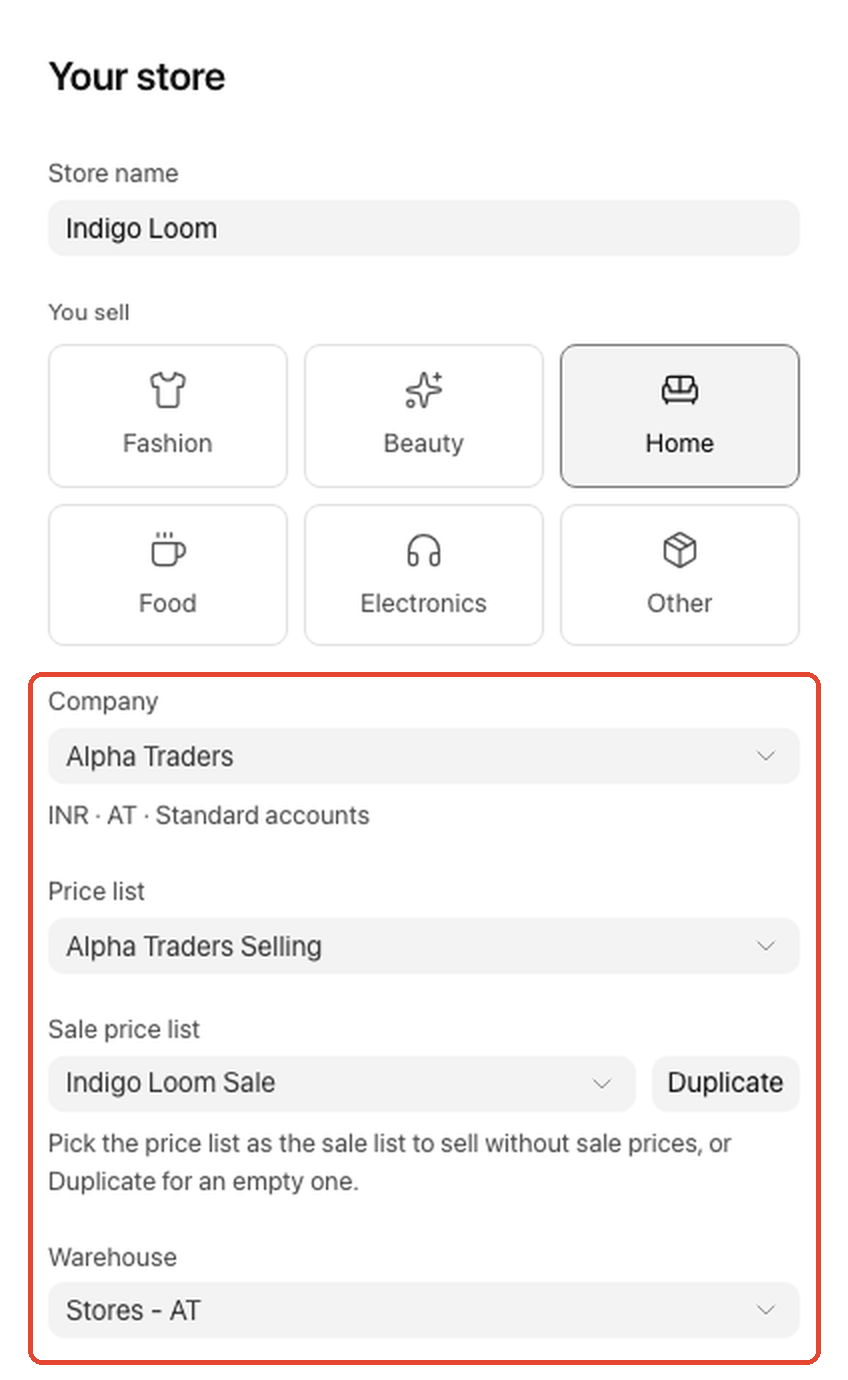 Your store
Store name
Indigo Loom
You sell
Fashion
Beauty
Home
Food
Electronics
Other
Company
Alpha Traders
INR · AT · Standard accounts
Price list
Alpha Traders Selling
Sale price list
Indigo Loom Sale
Duplicate
Pick the price list as the sale list to sell without sale prices, or
Duplicate for an empty one.
Warehouse
Stores - AT